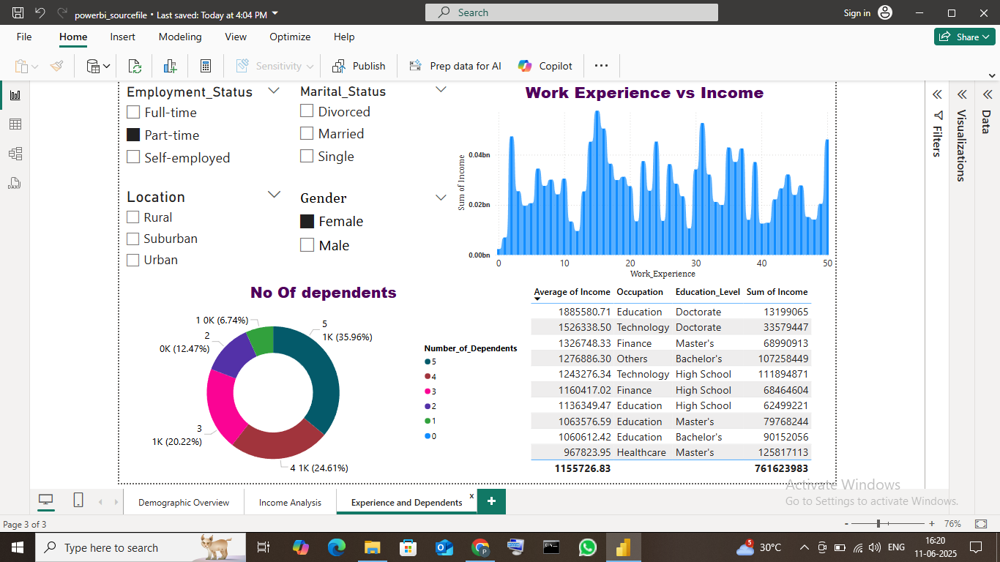 powerbi_sourcefile • Last saved: Today at 4:04 PM
Search
Sign in
File Home Insert Modeling View Optimize Help
Share
Sensitivity
Publish
Prep data for AI
Copilot
Employment_Status
Full-time
Part-time
Self-employed
Marital_Status
Divorced
Married
Single
Location
Rural
Suburban
Urban
Gender
Female
Male
Work Experience vs Income
Sum of Income
0.04bn
0.02bn
0.00bn
0 10 20 30 40 50
Work_Experience
No Of dependents
1 0K (6.74%)
2
0K (12.47%)
3
1K (20.22%)
4 1K (24.61%)
5
1K (35.96%)
Number_of_Dependents
5
4
3
2
1
0
Average of Income Occupation Education_Level Sum of Income
1885580.71 Education Doctorate 13199065
1526338.50 Technology Doctorate 33579447
1326748.33 Finance Master's 68990913
1276886.30 Others Bachelor's 107258449
1243276.34 Technology High School 111894871
1160417.02 Finance High School 68464604
1136349.47 Education High School 62499221
1063576.59 Education Master's 79768244
1060612.42 Education Bachelor's 90152056
967823.95 Healthcare Master's 125817113
1155726.83 761623983
Filters
Visualizations
Data
DAX
Activate Windows
Go to Settings to activate Windows.
Demographic Overview
Income Analysis
Experience and Dependents x
+
Page 3 of 3
- + 76%
Type here to search
5
30°C
ENG
16:20
11-06-2025